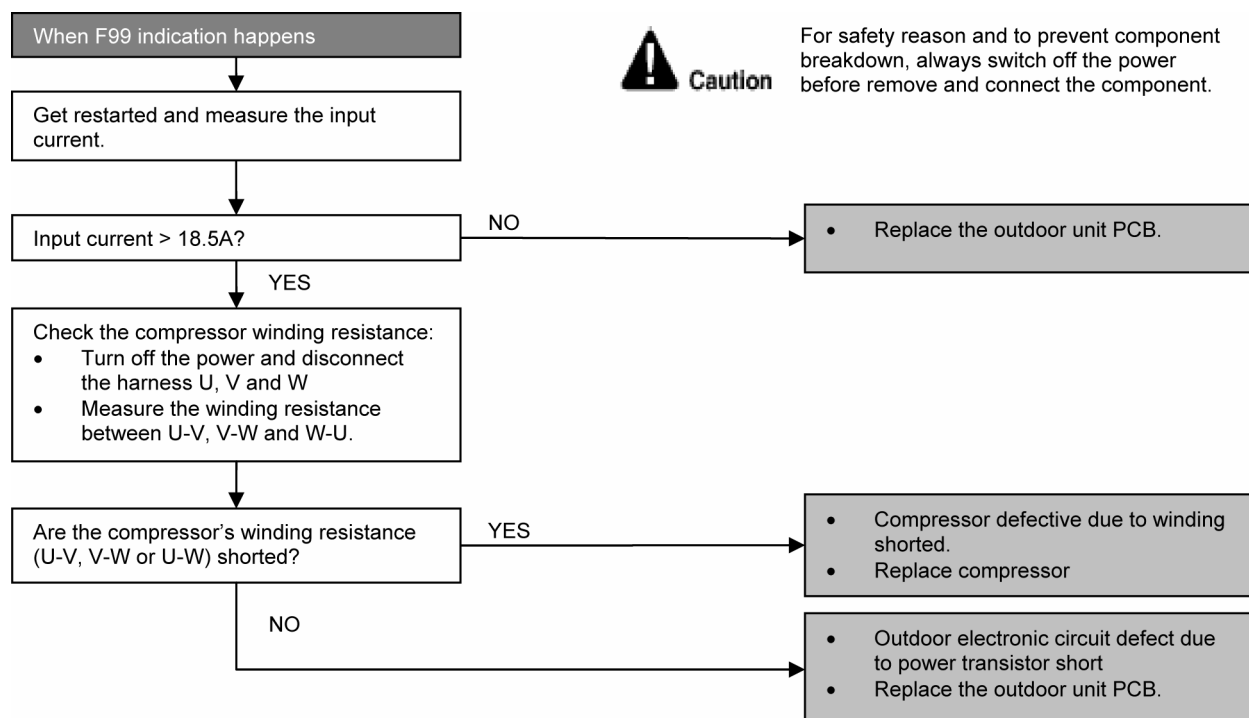 When F99 indication happens
Caution
For safety reason and to prevent component
breakdown, always switch off the power
before remove and connect the component.
Get restarted and measure the input
current.
Input current > 18.5A?
NO
• Replace the outdoor unit PCB.
YES
Check the compressor winding resistance:
• Turn off the power and disconnect
the harness U, V and W
• Measure the winding resistance
between U-V, V-W and W-U.
Are the compressor’s winding resistance
(U-V, V-W or U-W) shorted?
YES
• Compressor defective due to winding
shorted.
• Replace compressor
NO
• Outdoor electronic circuit defect due
to power transistor short
• Replace the outdoor unit PCB.